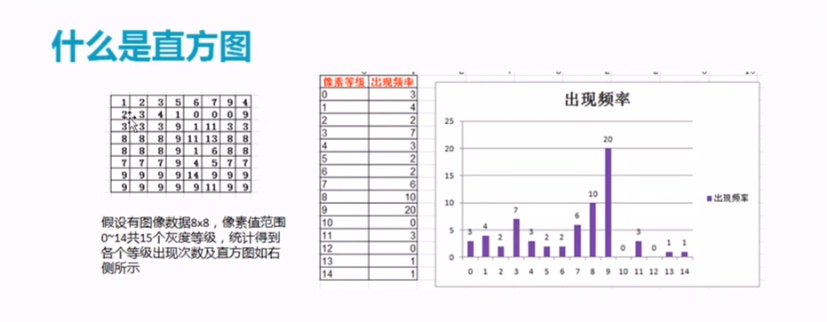 什么是直方图
1 2 3 5 6 7 9 4
2 3 4 1 0 0 0 9
3 3 3 9 1 11 3 3
8 8 8 9 11 13 8 8
8 8 8 9 1 6 8 8
7 7 7 9 4 5 7 7
9 9 9 9 14 9 9 9
9 9 9 9 9 11 9 9
假设有图像数据8x8，像素值范围
0~14共15个灰度等级，统计得到
各个等级出现次数及直方图如右
侧所示
像素等级 出现频率
0 3
1 4
2 2
3 7
4 3
5 2
6 2
7 6
8 10
9 20
10 0
11 3
12 0
13 1
14 1
出现频率
25
20
15
10
5
0
3 4 2 7 3 2 2 6 10 20 0 3 0 1 1
0 1 2 3 4 5 6 7 8 9 10 11 12 13 14
出现频率